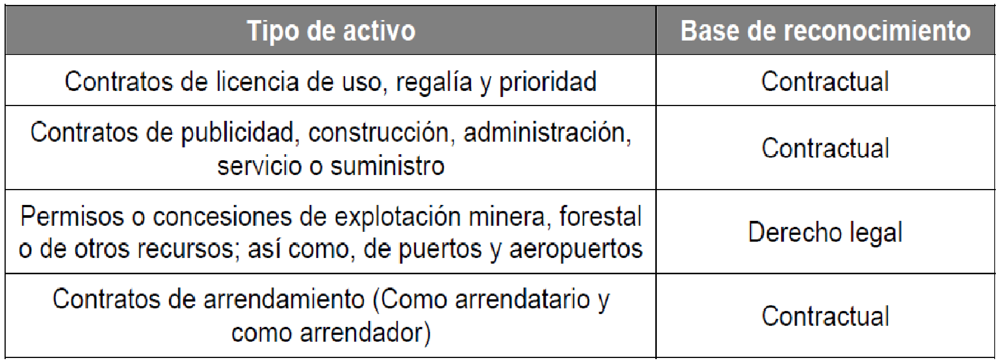 Tipo de activo
Base de reconocimiento
Contratos de licencia de uso, regalía y prioridad
Contractual
Contratos de publicidad, construcción, administración,
servicio o suministro
Contractual
Permisos o concesiones de explotación minera, forestal
o de otros recursos; así como, de puertos y aeropuertos
Derecho legal
Contratos de arrendamiento (Como arrendatario y
como arrendador)
Contractual